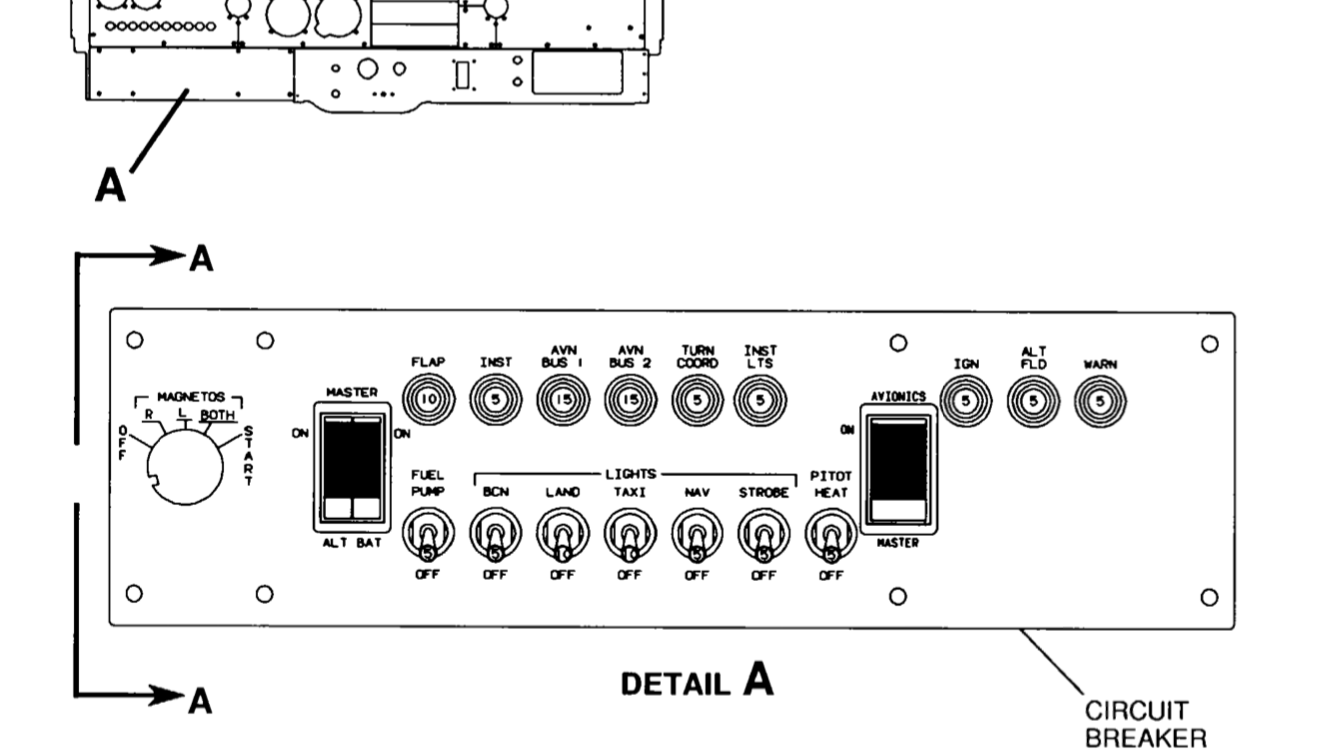 A
A
MAGNETOS
R L BOTH
OFF
START
MASTER
ON ON
ALT BAT
FLAP
10
INST
5
AVN
BUS 1
15
AVN
BUS 2
15
TURN
COORD
5
INST
LTS
5
FUEL
PUMP
5
OFF
LIGHTS
BCN
5
OFF
LAND
10
OFF
TAXI
10
OFF
NAV
5
OFF
STROBE
5
OFF
PITOT
HEAT
5
OFF
AVIONICS
ON
MASTER
IGN
5
ALT
FLD
5
WARN
5
A
DETAIL A
CIRCUIT
BREAKER